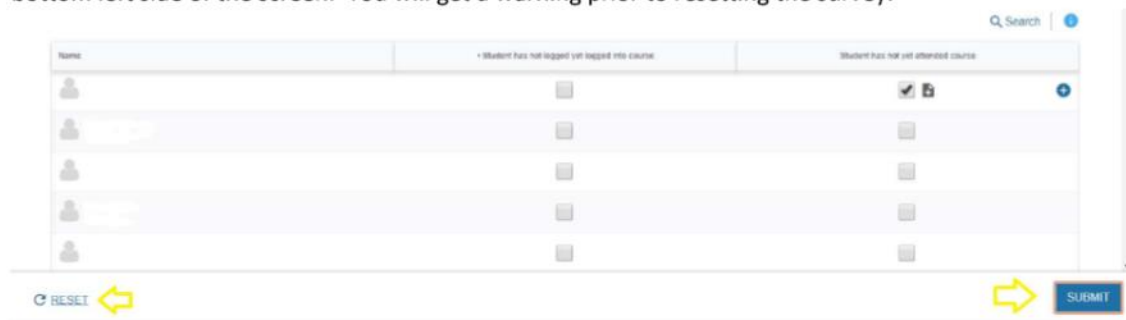 bottom left side of the screen. You will get a warning prior to resetting the survey.
Search
Name
Student has not logged yet logged into course
Student has not yet attended course
RESET
SUBMIT